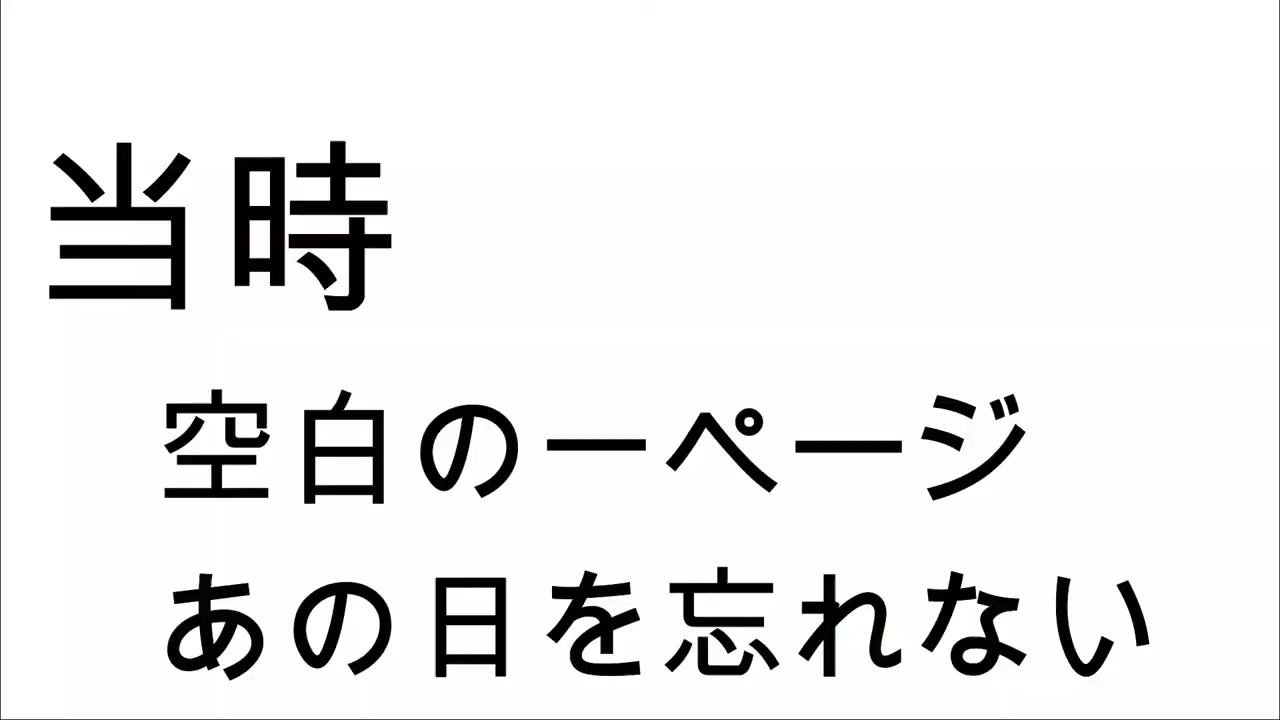 当時
空白の一ページ
あの日を忘れない